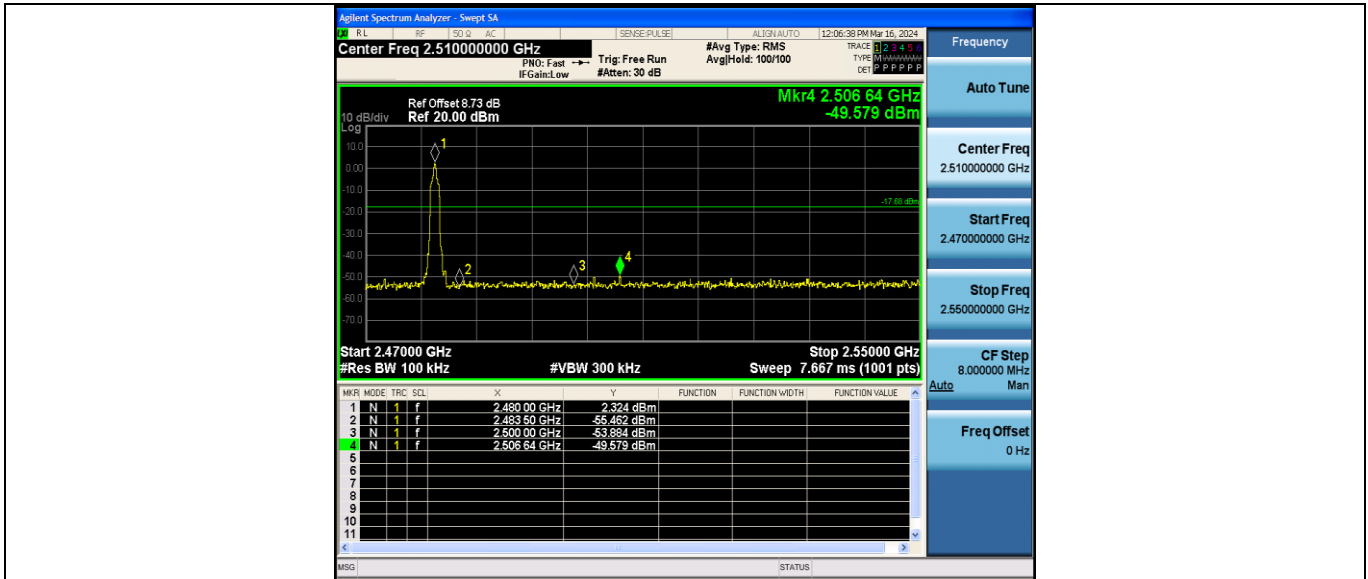 Agilent Spectrum Analyzer - Swept SA
LXI RL RF 50 Ω AC SENSE:PULSE ALIGN AUTO 12:06:38 PM Mar 16, 2024
Center Freq 2.510000000 GHz
PNO: Fast
IFGain:Low
Trig: Free Run
#Atten: 30 dB
#Avg Type: RMS
Avg|Hold: 100/100
TRACE 1 2 3 4 5 6
TYPE M
DET P P P P P P
Frequency
Ref Offset 8.73 dB
10 dB/div Ref 20.00 dBm
Log
Mkr4 2.506 64 GHz
-49.579 dBm
10.0
0.00
-10.0
-20.0
-30.0
-40.0
-50.0
-60.0
-70.0
-17.68 dBm
1
2
3
4
Start 2.47000 GHz Stop 2.55000 GHz
#Res BW 100 kHz #VBW 300 kHz Sweep 7.667 ms (1001 pts)
MKR MODE TRC SCL X Y FUNCTION FUNCTION WIDTH FUNCTION VALUE
1 N 1 f 2.480 00 GHz 2.324 dBm
2 N 1 f 2.483 50 GHz -55.462 dBm
3 N 1 f 2.500 00 GHz -53.884 dBm
4 N 1 f 2.506 64 GHz -49.579 dBm
5
6
7
8
9
10
11
MSG STATUS
Auto Tune
Center Freq
2.510000000 GHz
Start Freq
2.470000000 GHz
Stop Freq
2.550000000 GHz
CF Step
8.000000 MHz
Auto Man
Freq Offset
0 Hz